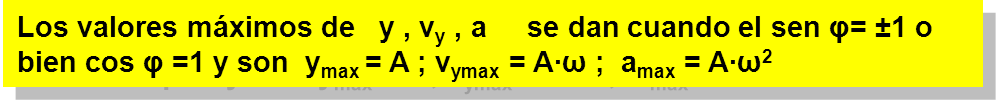 Los valores máximos de y , vy , a se dan cuando el sen φ= ±1 o
bien cos φ =1 y son ymax = A ; vymax = A·ω ; amax = A·ω²